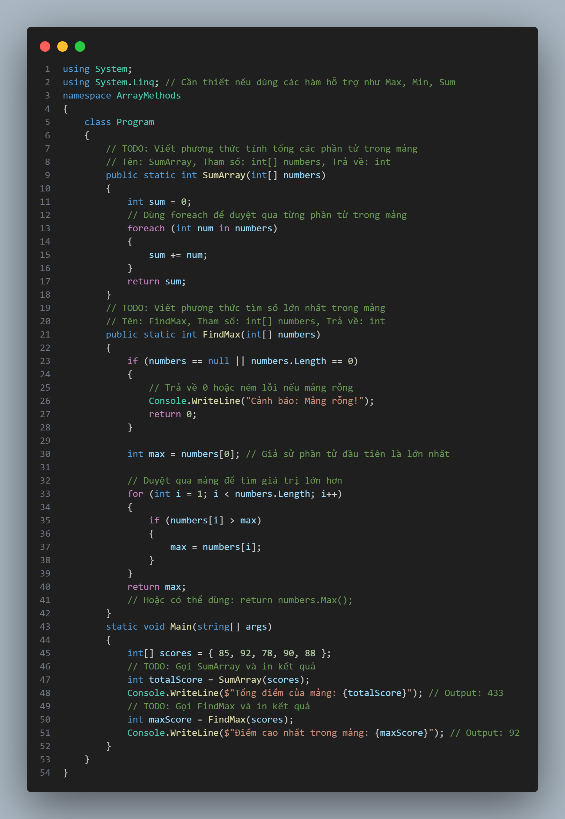 1 using System;
2 using System.Linq; // Cần thiết nếu dùng các hàm hỗ trợ như Max, Min, Sum
3 namespace ArrayMethods
4 {
5 class Program
6 {
7 // TODO: Viết phương thức tính tổng các phần tử trong mảng
8 // Tên: SumArray, Tham số: int[] numbers, Trả về: int
9 public static int SumArray(int[] numbers)
10 {
11 int sum = 0;
12 // Dùng foreach để duyệt qua từng phần tử trong mảng
13 foreach (int num in numbers)
14 {
15 sum += num;
16 }
17 return sum;
18 }
19 // TODO: Viết phương thức tìm số lớn nhất trong mảng
20 // Tên: FindMax, Tham số: int[] numbers, Trả về: int
21 public static int FindMax(int[] numbers)
22 {
23 if (numbers == null || numbers.Length == 0)
24 {
25 // Trả về 0 hoặc ném lỗi nếu mảng rỗng
26 Console.WriteLine("Cảnh báo: Mảng rỗng!");
27 return 0;
28 }
29
30 int max = numbers[0]; // Giả sử phần tử đầu tiên là lớn nhất
31
32 // Duyệt qua mảng để tìm giá trị lớn hơn
33 for (int i = 1; i < numbers.Length; i++)
34 {
35 if (numbers[i] > max)
36 {
37 max = numbers[i];
38 }
39 }
40 return max;
41 // Hoặc có thể dùng: return numbers.Max();
42 }
43 static void Main(string[] args)
44 {
45 int[] scores = { 85, 92, 78, 90, 88 };
46 // TODO: Gọi SumArray và in kết quả
47 int totalScore = SumArray(scores);
48 Console.WriteLine($"Tổng điểm của mảng: {totalScore}"); // Output: 433
49 // TODO: Gọi FindMax và in kết quả
50 int maxScore = FindMax(scores);
51 Console.WriteLine($"Điểm cao nhất trong mảng: {maxScore}"); // Output: 92
52 }
53 }
54 }